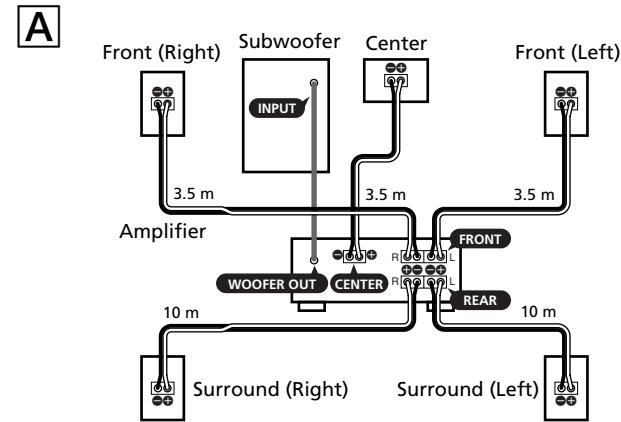 A
Front (Right)
Subwoofer
Center
Front (Left)
⊖⊕
⊖⊕
⊖⊕
INPUT
3.5 m
3.5 m
3.5 m
Amplifier
FRONT
⊖ ⊕
R L
WOOFER OUT
CENTER
⊕⊖ ⊖⊕
R L
REAR
10 m
10 m
Surround (Right)
Surround (Left)
⊖⊕
⊖⊕